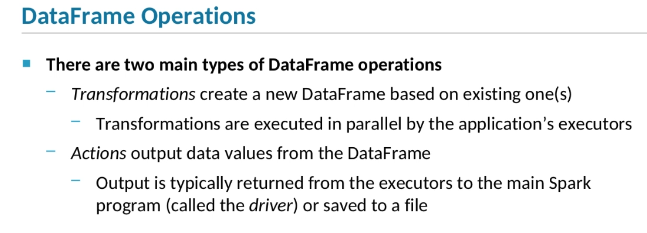 DataFrame Operations
■ There are two main types of DataFrame operations
– Transformations create a new DataFrame based on existing one(s)
– Transformations are executed in parallel by the application’s executors
– Actions output data values from the DataFrame
– Output is typically returned from the executors to the main Spark
program (called the driver) or saved to a file